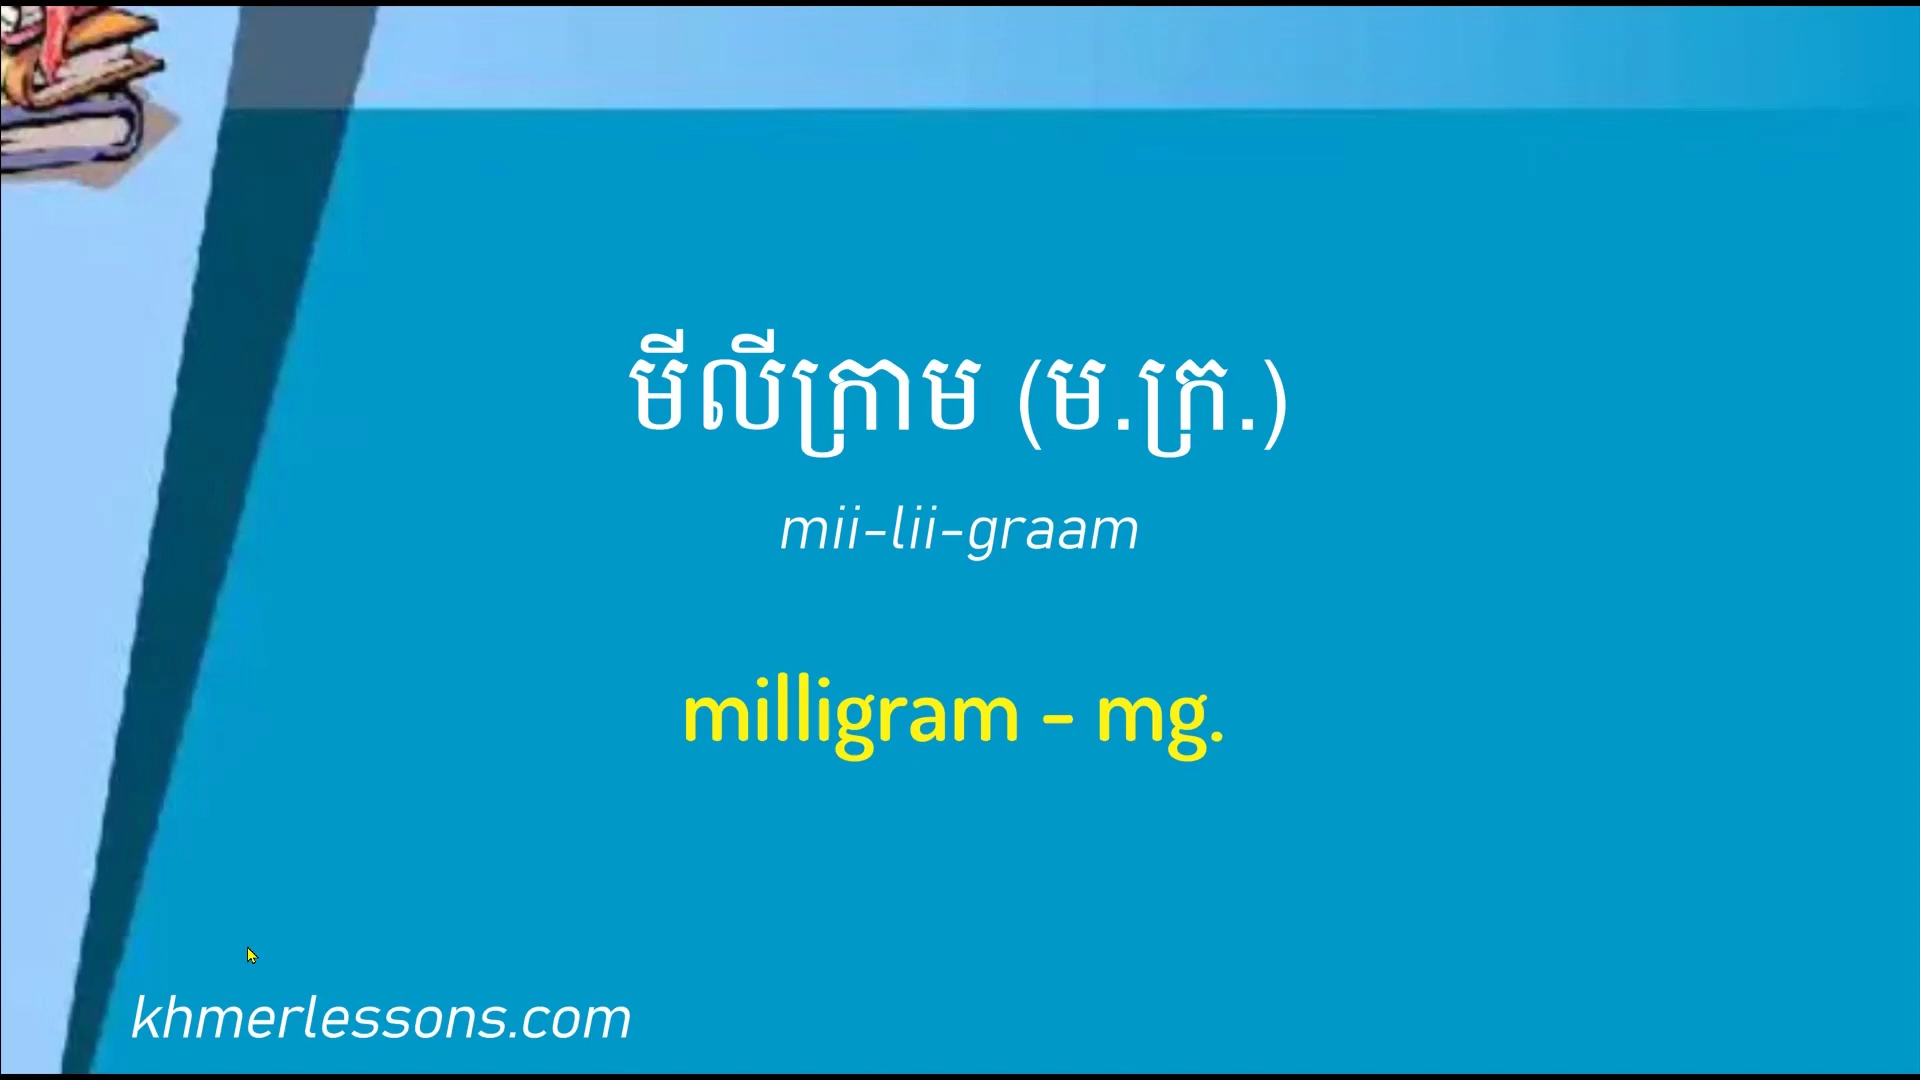 មីលីក្រាម (ម.ក្រ.)
mii-lii-graam
milligram - mg.
khmerlessons.com